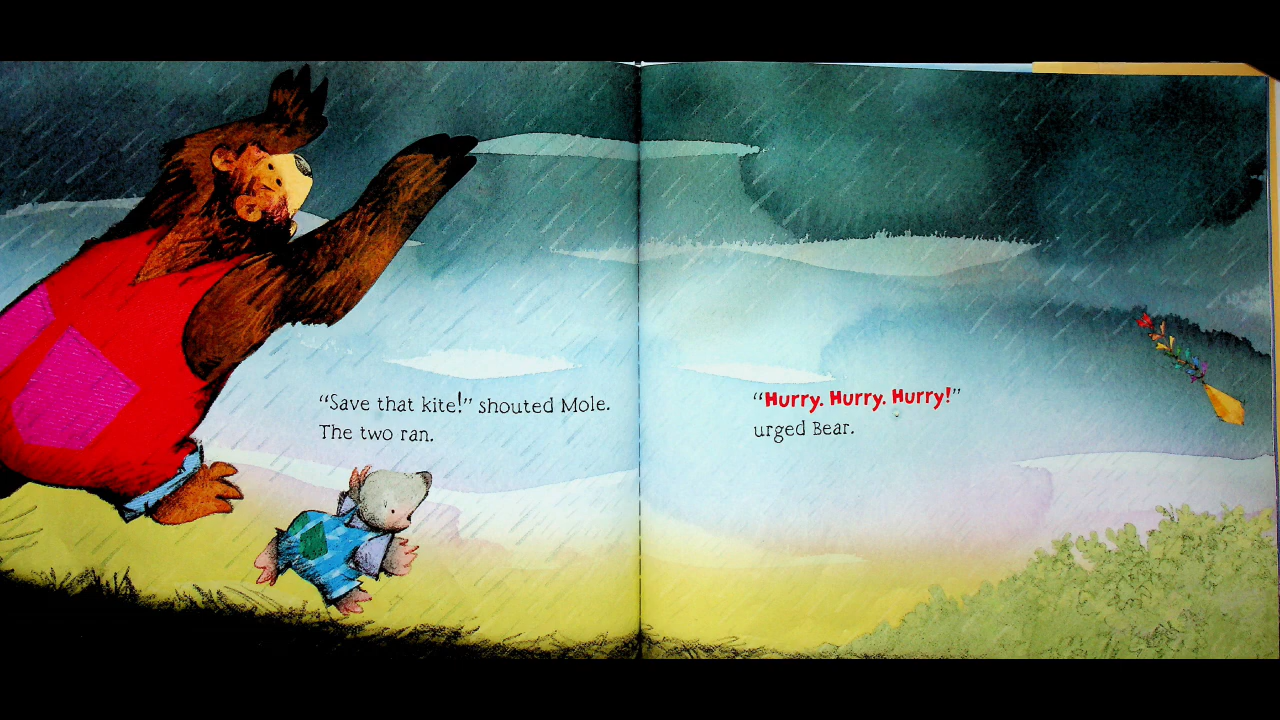 “Save that kite!” shouted Mole.
The two ran.
“Hurry. Hurry. Hurry!”
urged Bear.